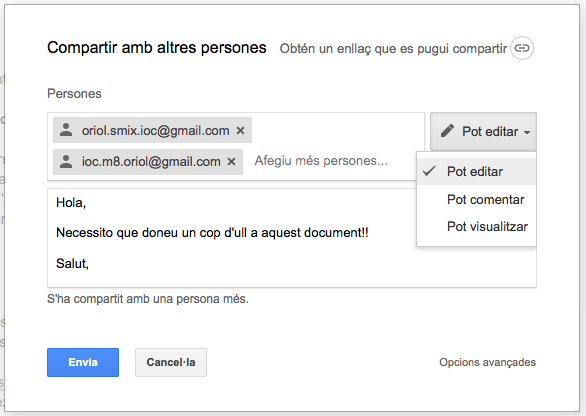 Compartir amb altres persones Obtén un enllaç que es pugui compartir
Persones
oriol.smix.ioc@gmail.com × Pot editar
ioc.m8.oriol@gmail.com × Afegiu més persones...
Pot editar
Pot comentar
Pot visualitzar
Hola,
Necessito que doneu un cop d'ull a aquest document!!
Salut,
S'ha compartit amb una persona més.
Envia Cancel·la Opcions avançades